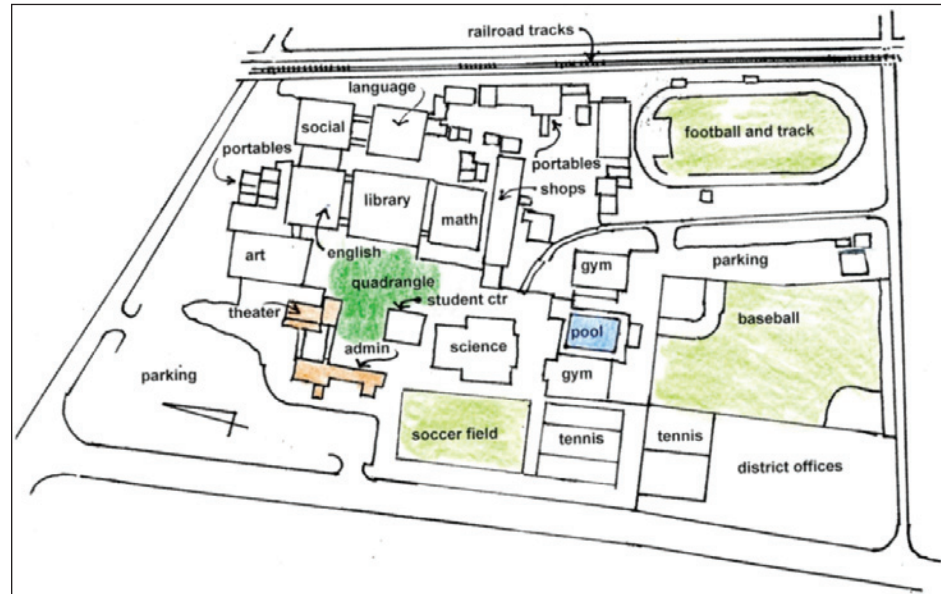 railroad tracks
language
social
football and track
portables
portables
shops
library
math
english
art
gym
parking
quadrangle
student ctr
theater
baseball
pool
science
admin
parking
gym
soccer field
tennis
tennis
district offices